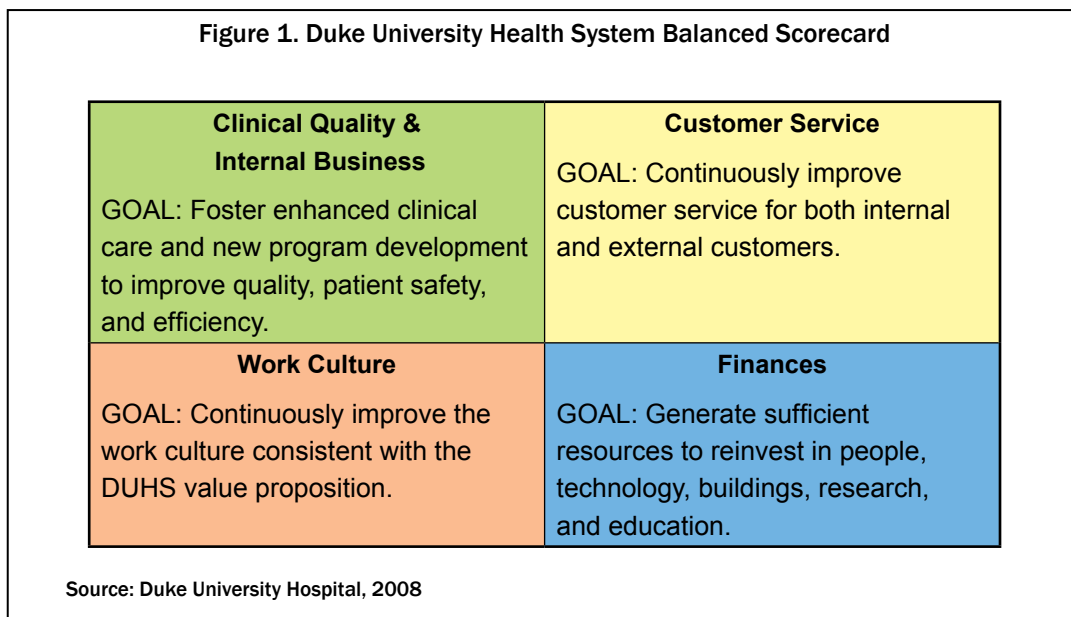 Figure 1. Duke University Health System Balanced Scorecard
Clinical Quality &
Internal Business
GOAL: Foster enhanced clinical
care and new program development
to improve quality, patient safety,
and efficiency.
Customer Service
GOAL: Continuously improve
customer service for both internal
and external customers.
Work Culture
GOAL: Continuously improve the
work culture consistent with the
DUHS value proposition.
Finances
GOAL: Generate sufficient
resources to reinvest in people,
technology, buildings, research,
and education.
Source: Duke University Hospital, 2008